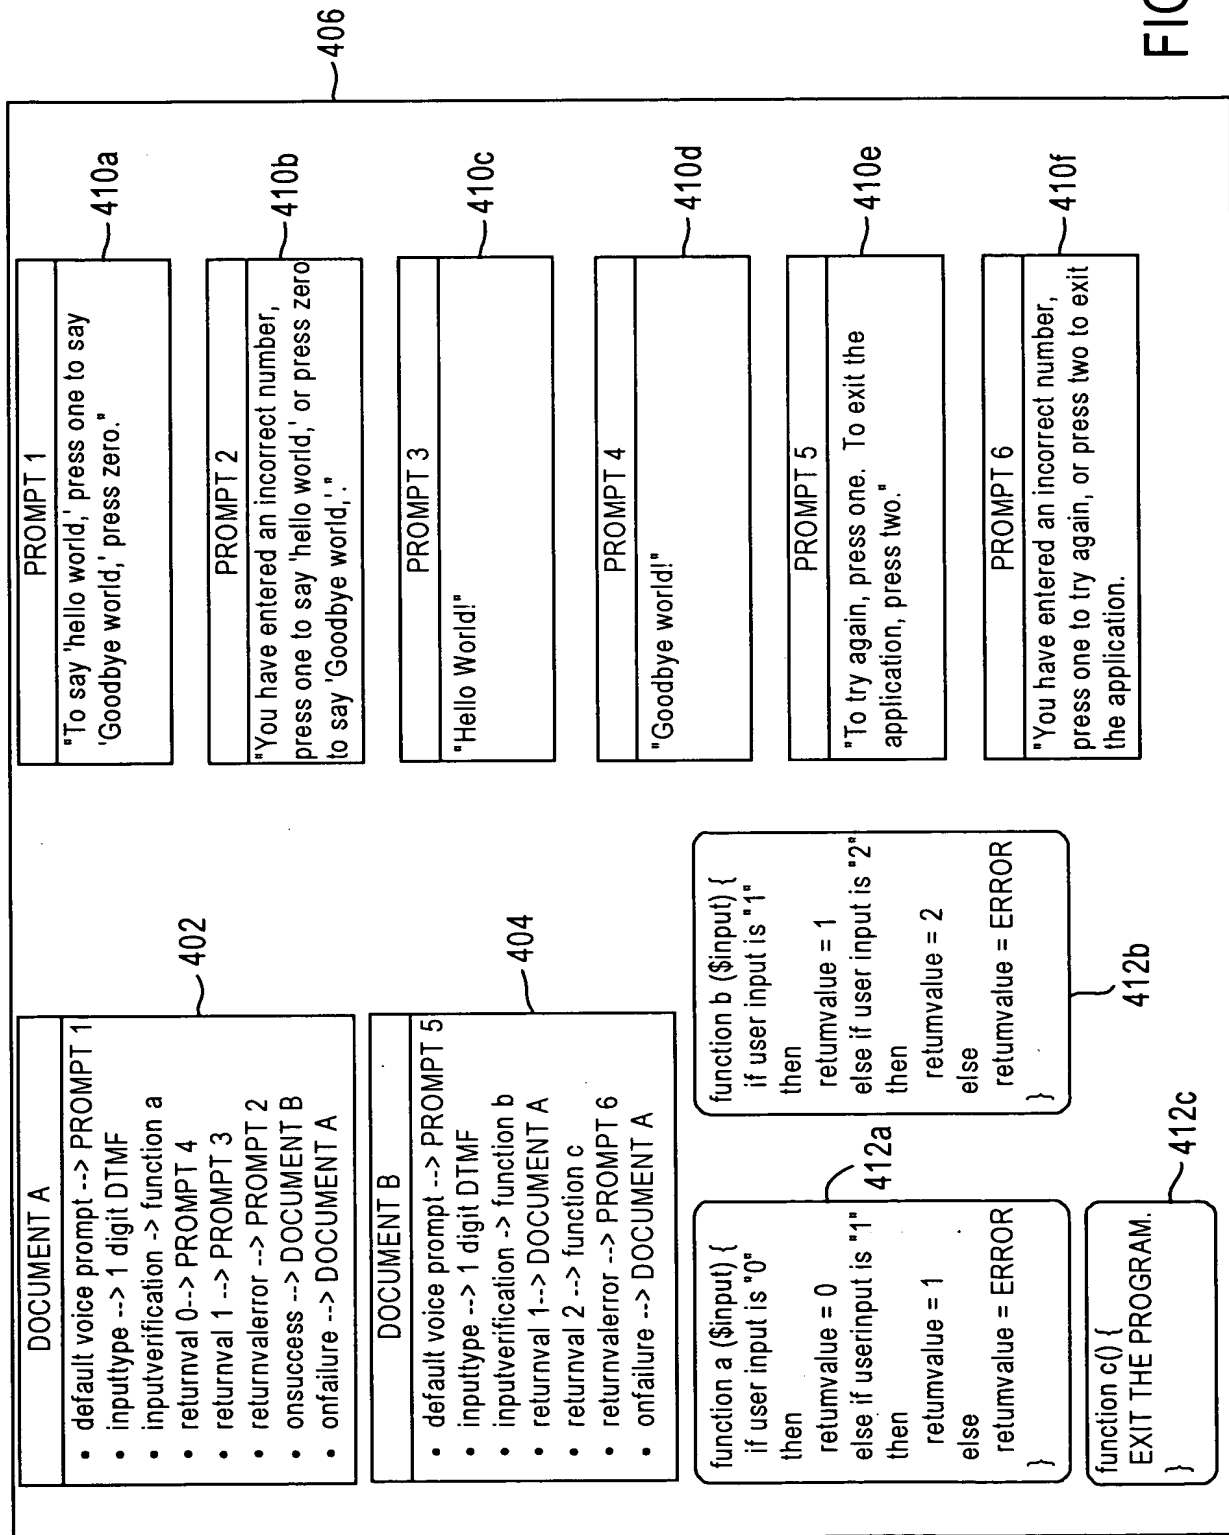 DOCUMENT A
• default voice prompt --> PROMPT 1
• inputtype --> 1 digit DTMF
• inputverification -> function a
• returnval 0--> PROMPT 4
• returnval 1 --> PROMPT 3
• returnvalerror --> PROMPT 2
• onsuccess --> DOCUMENT B
• onfailure --> DOCUMENT A
402
DOCUMENT B
• default voice prompt --> PROMPT 5
• inputtype --> 1 digit DTMF
• inputverification -> function b
• returnval 1--> DOCUMENT A
• returnval 2 --> function c
• returnvalerror --> PROMPT 6
• onfailure --> DOCUMENT A
404
function a ($input) {
if user input is "0"
then
returnvalue = 0
else if userinput is "1"
then
returnvalue = 1
else
returnvalue = ERROR
}
412a
function b ($input) {
if user input is "1"
then
returnvalue = 1
else if user input is "2"
then
returnvalue = 2
else
returnvalue = ERROR
}
412b
function c() {
EXIT THE PROGRAM.
}
412c
PROMPT 1
"To say 'hello world,' press one to say
'Goodbye world,' press zero."
410a
PROMPT 2
"You have entered an incorrect number,
press one to say 'hello world,' or press zero
to say 'Goodbye world,'."
410b
PROMPT 3
"Hello World!"
410c
PROMPT 4
"Goodbye world!"
410d
PROMPT 5
"To try again, press one. To exit the
application, press two."
410e
PROMPT 6
"You have entered an incorrect number,
press one to try again, or press two to exit
the application.
410f
406